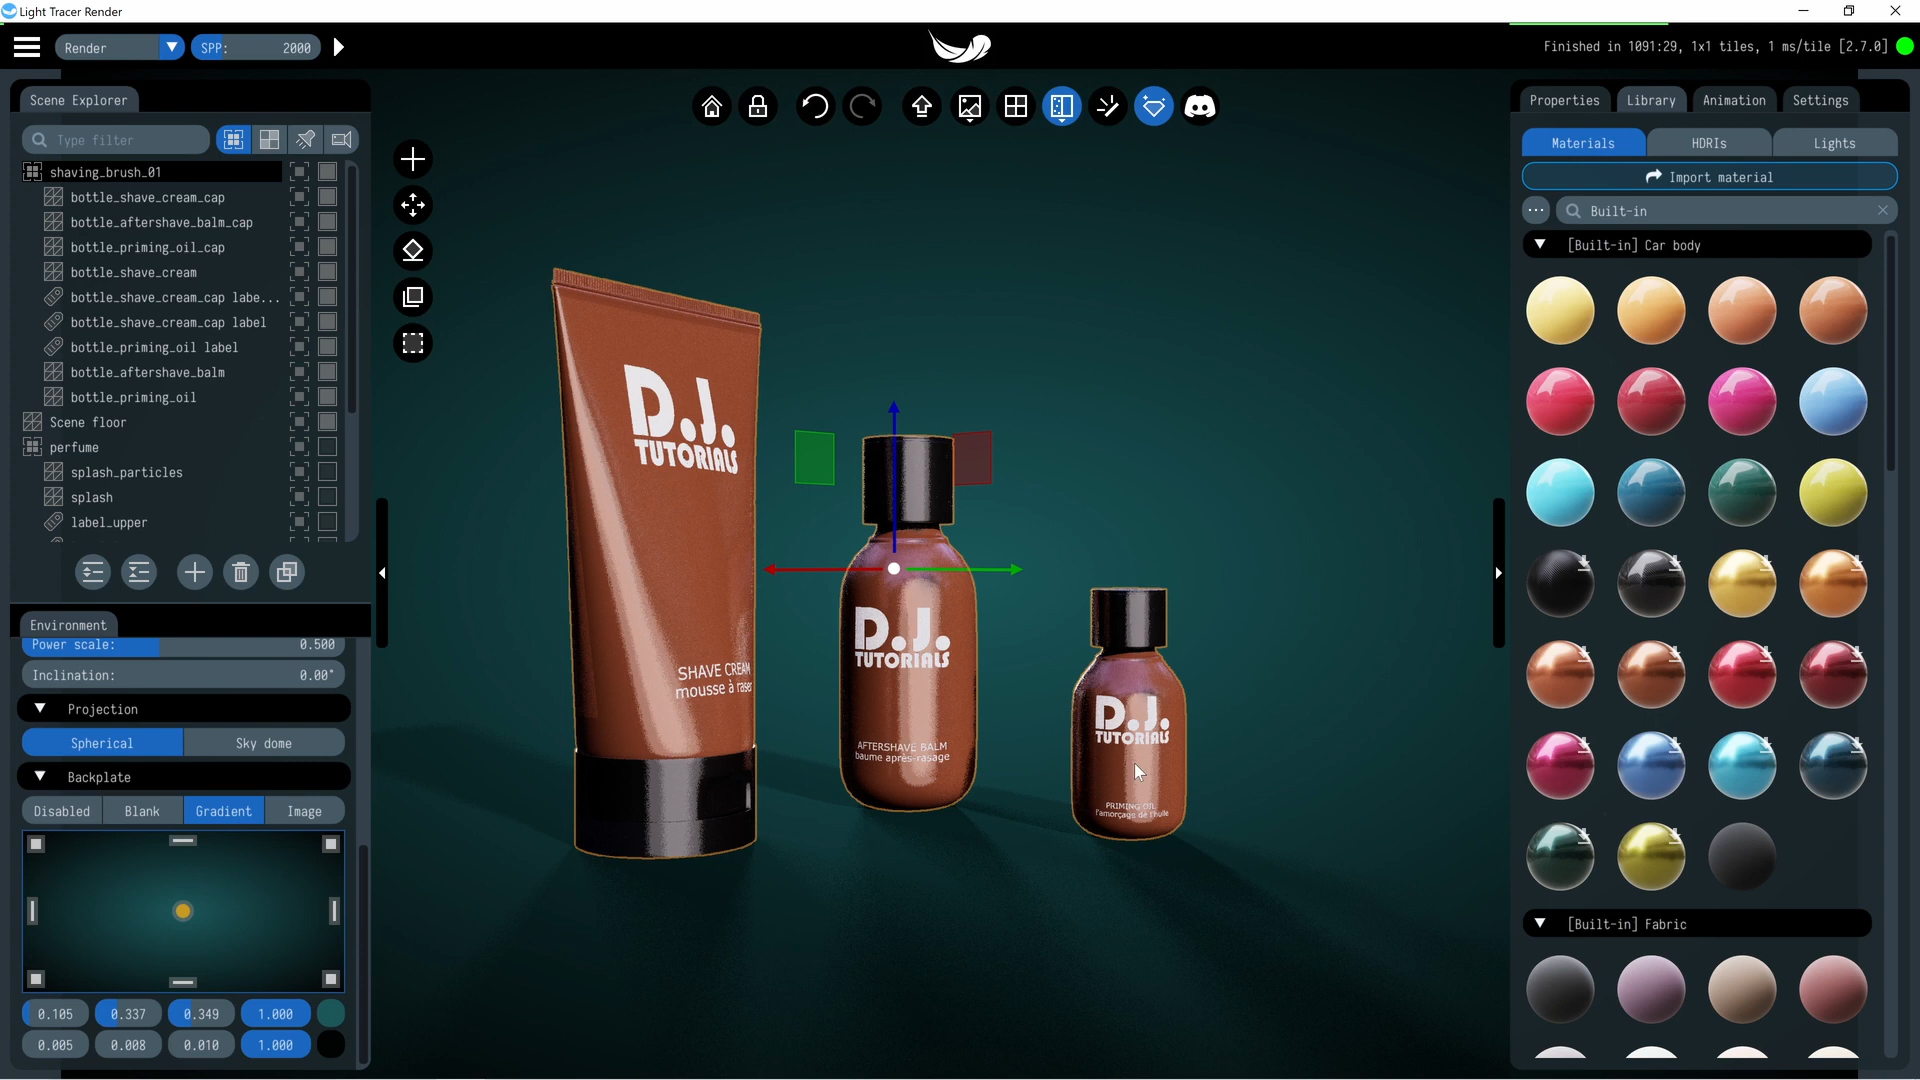 Light Tracer Render
Render
SPP: 2000
Finished in 1091:29, 1x1 tiles, 1 ms/tile [2.7.0]
Scene Explorer
Type filter
shaving_brush_01
bottle_shave_cream_cap
bottle_aftershave_balm_cap
bottle_priming_oil_cap
bottle_shave_cream
bottle_shave_cream_cap labe...
bottle_shave_cream_cap label
bottle_priming_oil label
bottle_aftershave_balm
bottle_priming_oil
Scene floor
perfume
splash_particles
splash
label_upper
Environment
Power scale: 0.500
Inclination: 0.00°
Projection
Spherical
Sky dome
Backplate
Disabled
Blank
Gradient
Image
0.105
0.337
0.349
1.000
0.005
0.008
0.010
1.000
D.J.
TUTORIALS
SHAVE CREAM
mousse à raser
D.J.
TUTORIALS
AFTERSHAVE BALM
baume après-rasage
D.J.
TUTORIALS
PRIMING OIL
l'amorçage de l'huile
Properties
Library
Animation
Settings
Materials
HDRIs
Lights
Import material
Built-in
[Built-in] Car body
[Built-in] Fabric